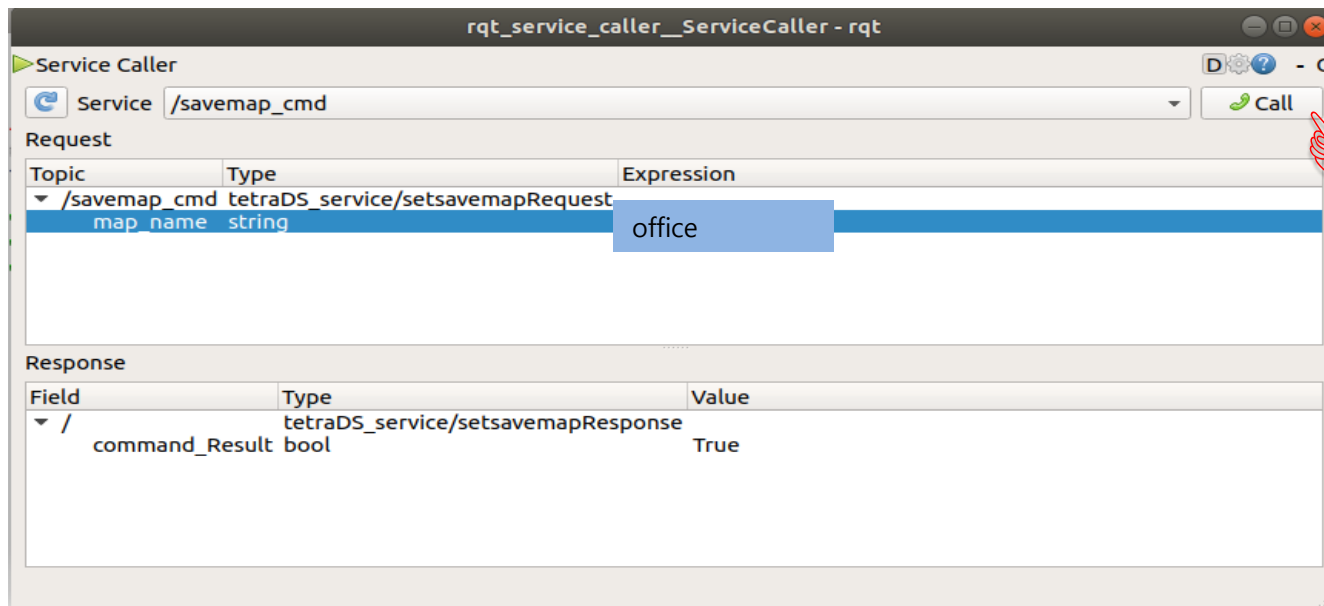 rqt_service_caller__ServiceCaller - rqt
Service Caller D ? -
Service /savemap_cmd Call
Request
Topic Type Expression
/savemap_cmd tetraDS_service/setsavemapRequest
map_name string office
Response
Field Type Value
/ tetraDS_service/setsavemapResponse
command_Result bool True